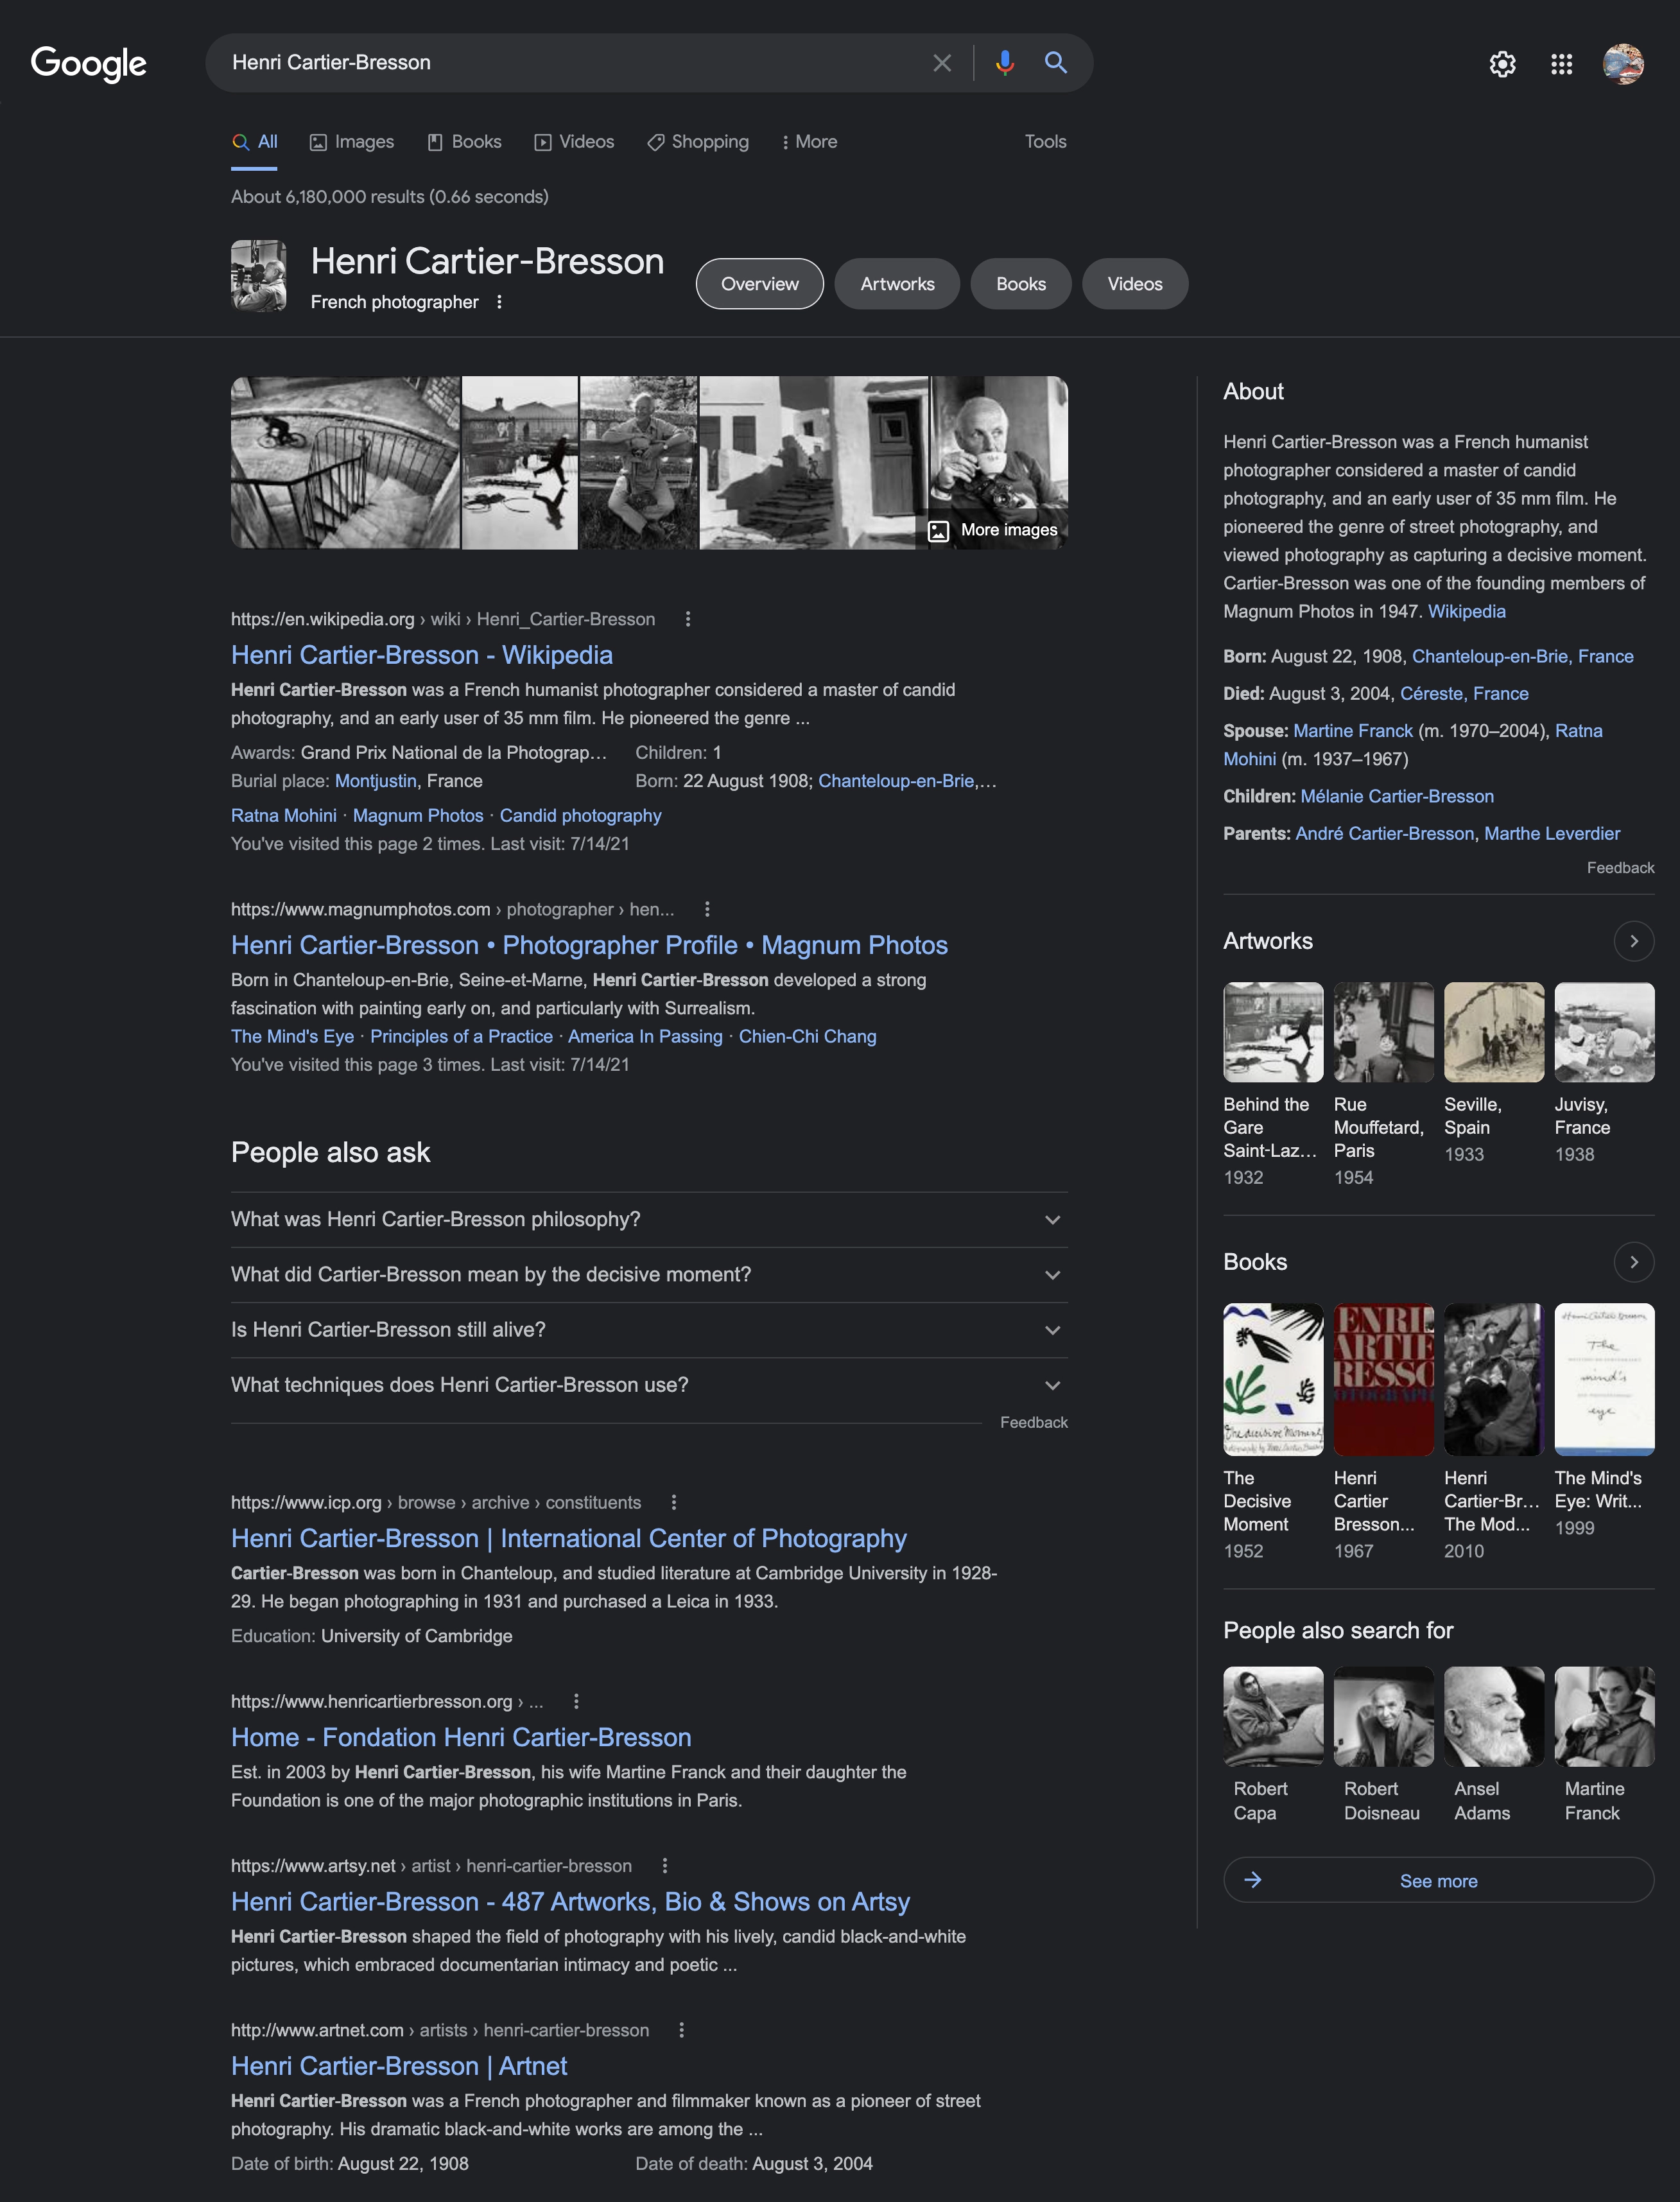 Google
Henri Cartier-Bresson
All
Images
Books
Videos
Shopping
More
Tools
About 6,180,000 results (0.66 seconds)
Henri Cartier-Bresson
French photographer
Overview
Artworks
Books
Videos
More images
https://en.wikipedia.org › wiki › Henri_Cartier-Bresson
Henri Cartier-Bresson - Wikipedia
Henri Cartier-Bresson was a French humanist photographer considered a master of candid
photography, and an early user of 35 mm film. He pioneered the genre ...
Awards: Grand Prix National de la Photograp… Children: 1
Burial place: Montjustin, France Born: 22 August 1908; Chanteloup-en-Brie,…
Ratna Mohini · Magnum Photos · Candid photography
You've visited this page 2 times. Last visit: 7/14/21
https://www.magnumphotos.com › photographer › hen...
Henri Cartier-Bresson • Photographer Profile • Magnum Photos
Born in Chanteloup-en-Brie, Seine-et-Marne, Henri Cartier-Bresson developed a strong
fascination with painting early on, and particularly with Surrealism.
The Mind's Eye · Principles of a Practice · America In Passing · Chien-Chi Chang
You've visited this page 3 times. Last visit: 7/14/21
People also ask
What was Henri Cartier-Bresson philosophy?
What did Cartier-Bresson mean by the decisive moment?
Is Henri Cartier-Bresson still alive?
What techniques does Henri Cartier-Bresson use?
Feedback
https://www.icp.org › browse › archive › constituents
Henri Cartier-Bresson | International Center of Photography
Cartier-Bresson was born in Chanteloup, and studied literature at Cambridge University in 1928-
29. He began photographing in 1931 and purchased a Leica in 1933.
Education: University of Cambridge
https://www.henricartierbresson.org › ...
Home - Fondation Henri Cartier-Bresson
Est. in 2003 by Henri Cartier-Bresson, his wife Martine Franck and their daughter the
Foundation is one of the major photographic institutions in Paris.
https://www.artsy.net › artist › henri-cartier-bresson
Henri Cartier-Bresson - 487 Artworks, Bio & Shows on Artsy
Henri Cartier-Bresson shaped the field of photography with his lively, candid black-and-white
pictures, which embraced documentarian intimacy and poetic ...
http://www.artnet.com › artists › henri-cartier-bresson
Henri Cartier-Bresson | Artnet
Henri Cartier-Bresson was a French photographer and filmmaker known as a pioneer of street
photography. His dramatic black-and-white works are among the ...
Date of birth: August 22, 1908 Date of death: August 3, 2004
About
Henri Cartier-Bresson was a French humanist
photographer considered a master of candid
photography, and an early user of 35 mm film. He
pioneered the genre of street photography, and
viewed photography as capturing a decisive moment.
Cartier-Bresson was one of the founding members of
Magnum Photos in 1947. Wikipedia
Born: August 22, 1908, Chanteloup-en-Brie, France
Died: August 3, 2004, Céreste, France
Spouse: Martine Franck (m. 1970–2004), Ratna
Mohini (m. 1937–1967)
Children: Mélanie Cartier-Bresson
Parents: André Cartier-Bresson, Marthe Leverdier
Feedback
Artworks
Behind the
Gare
Saint-Laz…
1932
Rue
Mouffetard,
Paris
1954
Seville,
Spain
1933
Juvisy,
France
1938
Books
The decisive Moment
ENRI
ARTIE
RESSO
OTOGRAPH
Henri Cartier Bresson
The
mind's
eye
The
Decisive
Moment
1952
Henri
Cartier
Bresson...
1967
Henri
Cartier-Br…
The Mod...
2010
The Mind's
Eye: Writ...
1999
People also search for
Robert
Capa
Robert
Doisneau
Ansel
Adams
Martine
Franck
See more